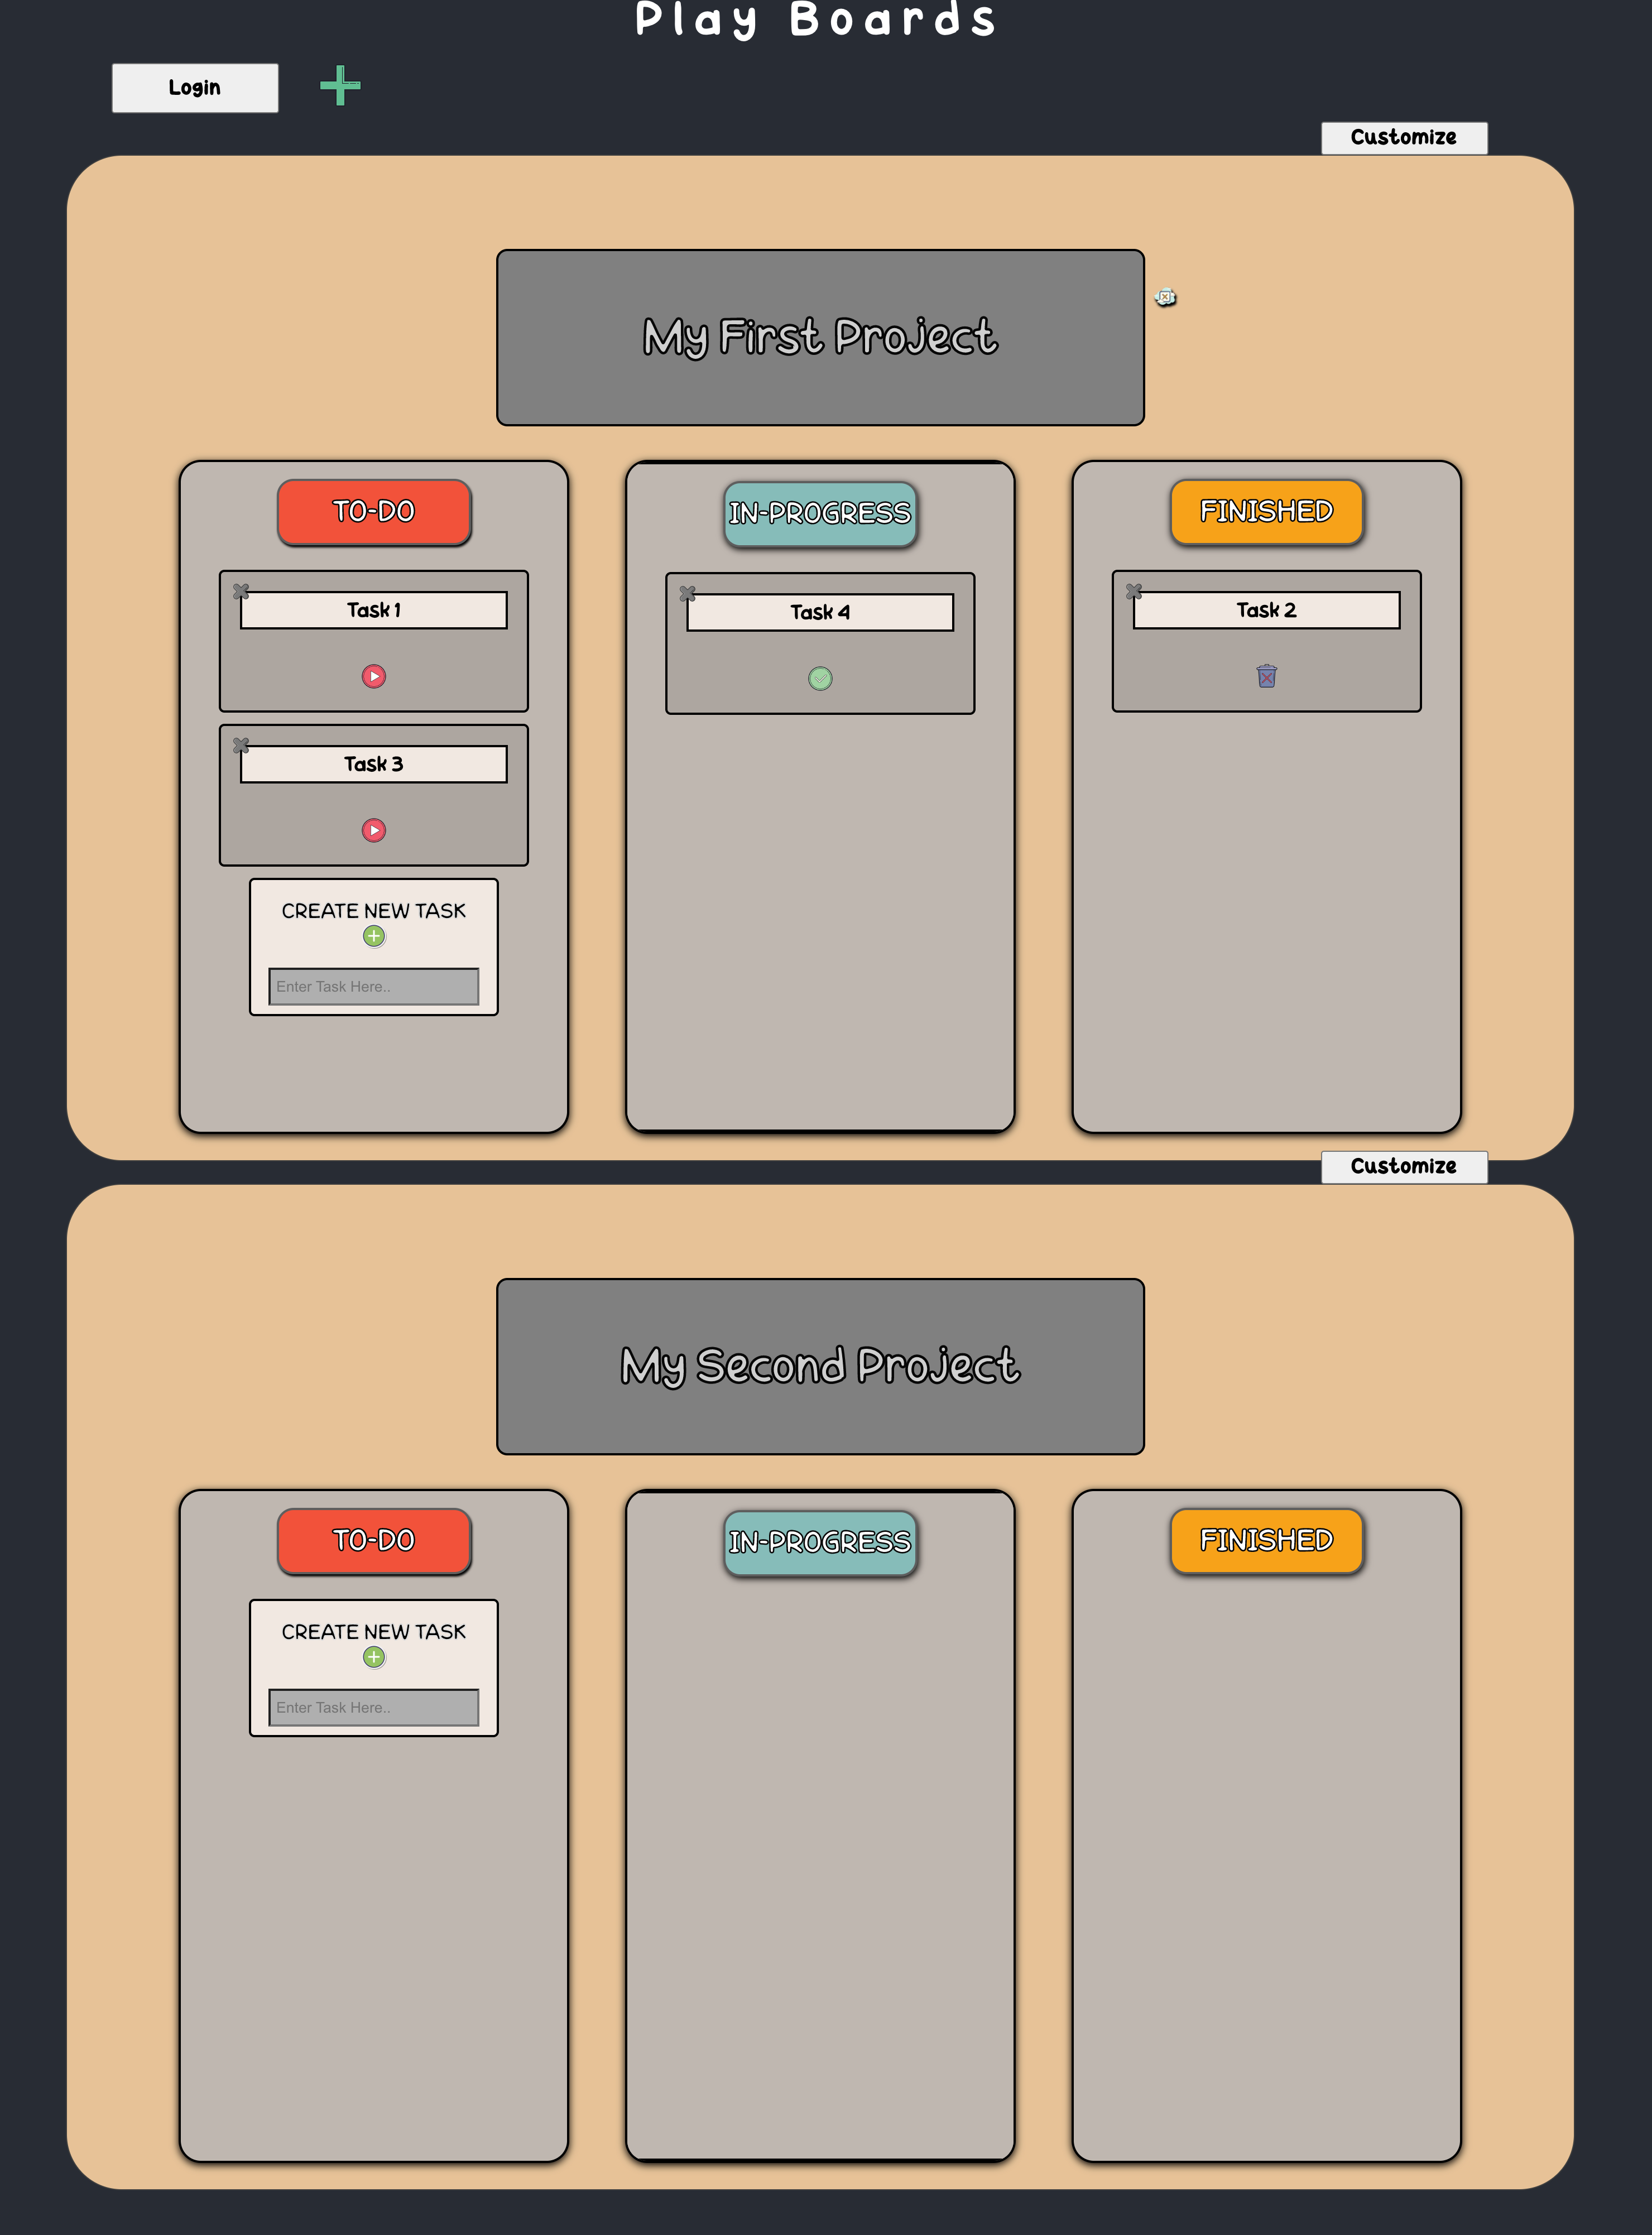 Play Boards
Login
Customize
My First Project
TO-DO
IN-PROGRESS
FINISHED
Task 1
Task 4
Task 2
Task 3
CREATE NEW TASK
Enter Task Here..
Customize
My Second Project
TO-DO
IN-PROGRESS
FINISHED
CREATE NEW TASK
Enter Task Here..